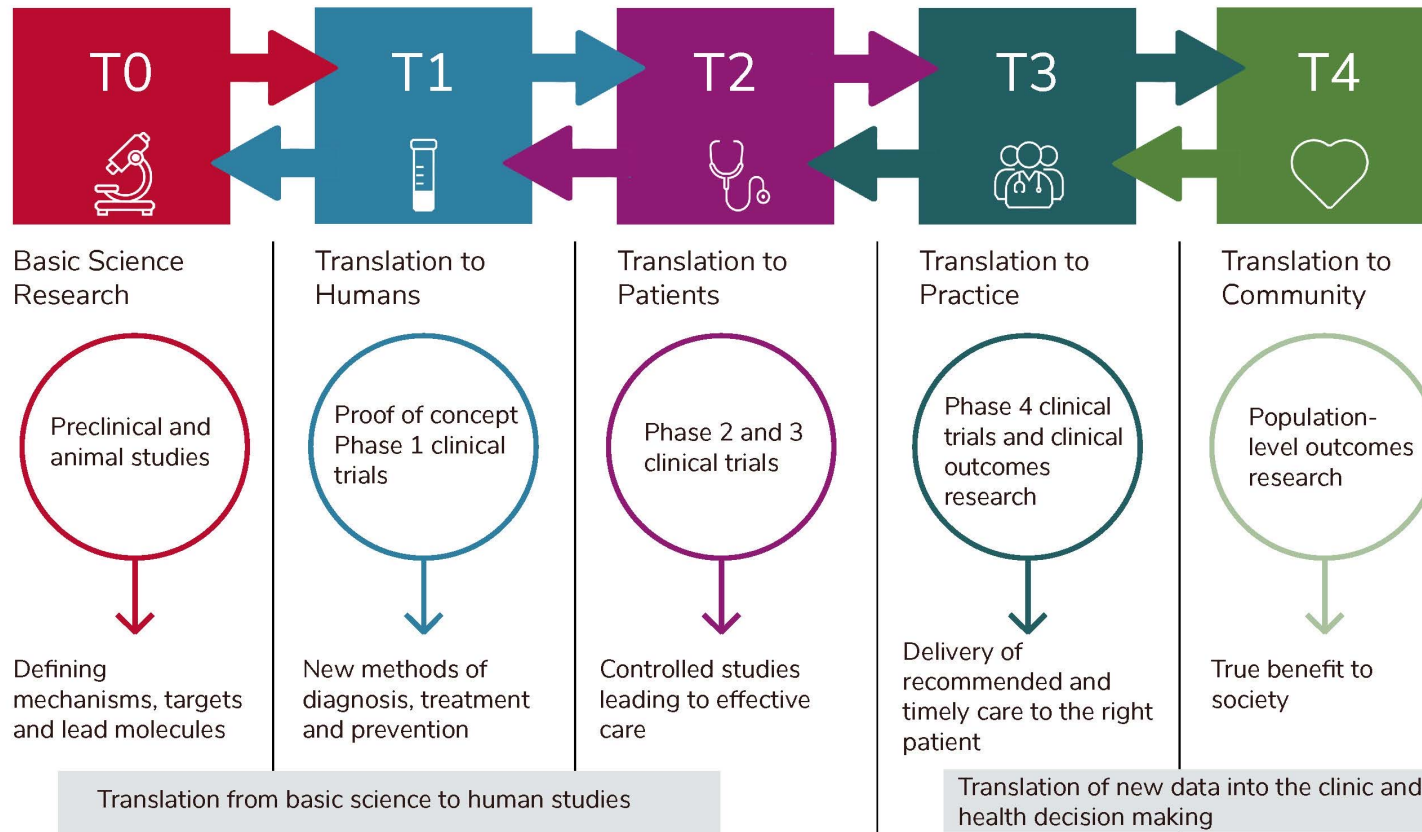 T0
T1
T2
T3
T4
Basic Science
Research
Translation to
Humans
Translation to
Patients
Translation to
Practice
Translation to
Community
Preclinical and
animal studies
Proof of concept
Phase 1 clinical
trials
Phase 2 and 3
clinical trials
Phase 4 clinical
trials and clinical
outcomes
research
Population-
level outcomes
research
Defining
mechanisms, targets
and lead molecules
New methods of
diagnosis, treatment
and prevention
Controlled studies
leading to effective
care
Delivery of
recommended and
timely care to the right
patient
True benefit to
society
Translation from basic science to human studies
Translation of new data into the clinic and
health decision making